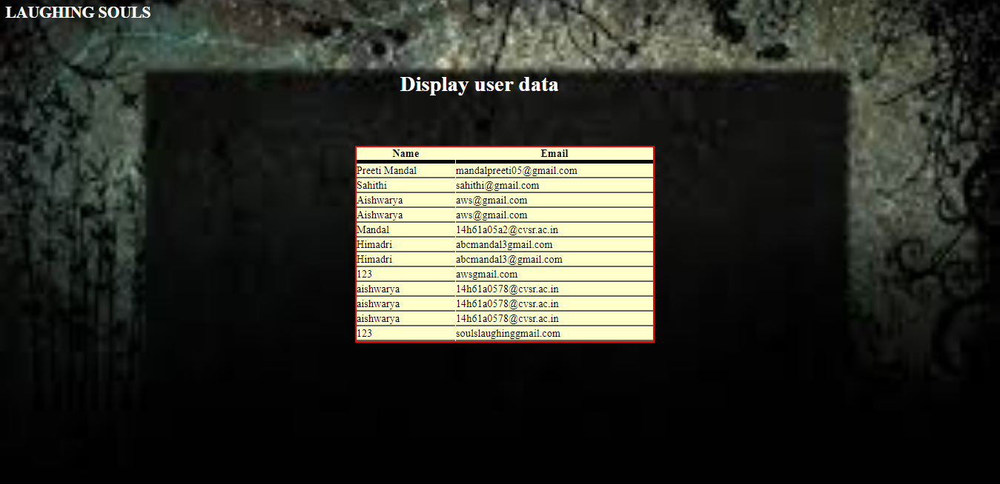 LAUGHING SOULS
Display user data
Name Email
Preeti Mandal mandalpreeti05@gmail.com
Sahithi sahithi@gmail.com
Aishwarya aws@gmail.com
Aishwarya aws@gmail.com
Mandal 14h61a05a2@cvsr.ac.in
Himadri abcmandal3gmail.com
Himadri abcmandal3@gmail.com
123 awsgmail.com
aishwarya 14h61a0578@cvsr.ac.in
aishwarya 14h61a0578@cvsr.ac.in
aishwarya 14h61a0578@cvsr.ac.in
123 soulslaughinggmail.com